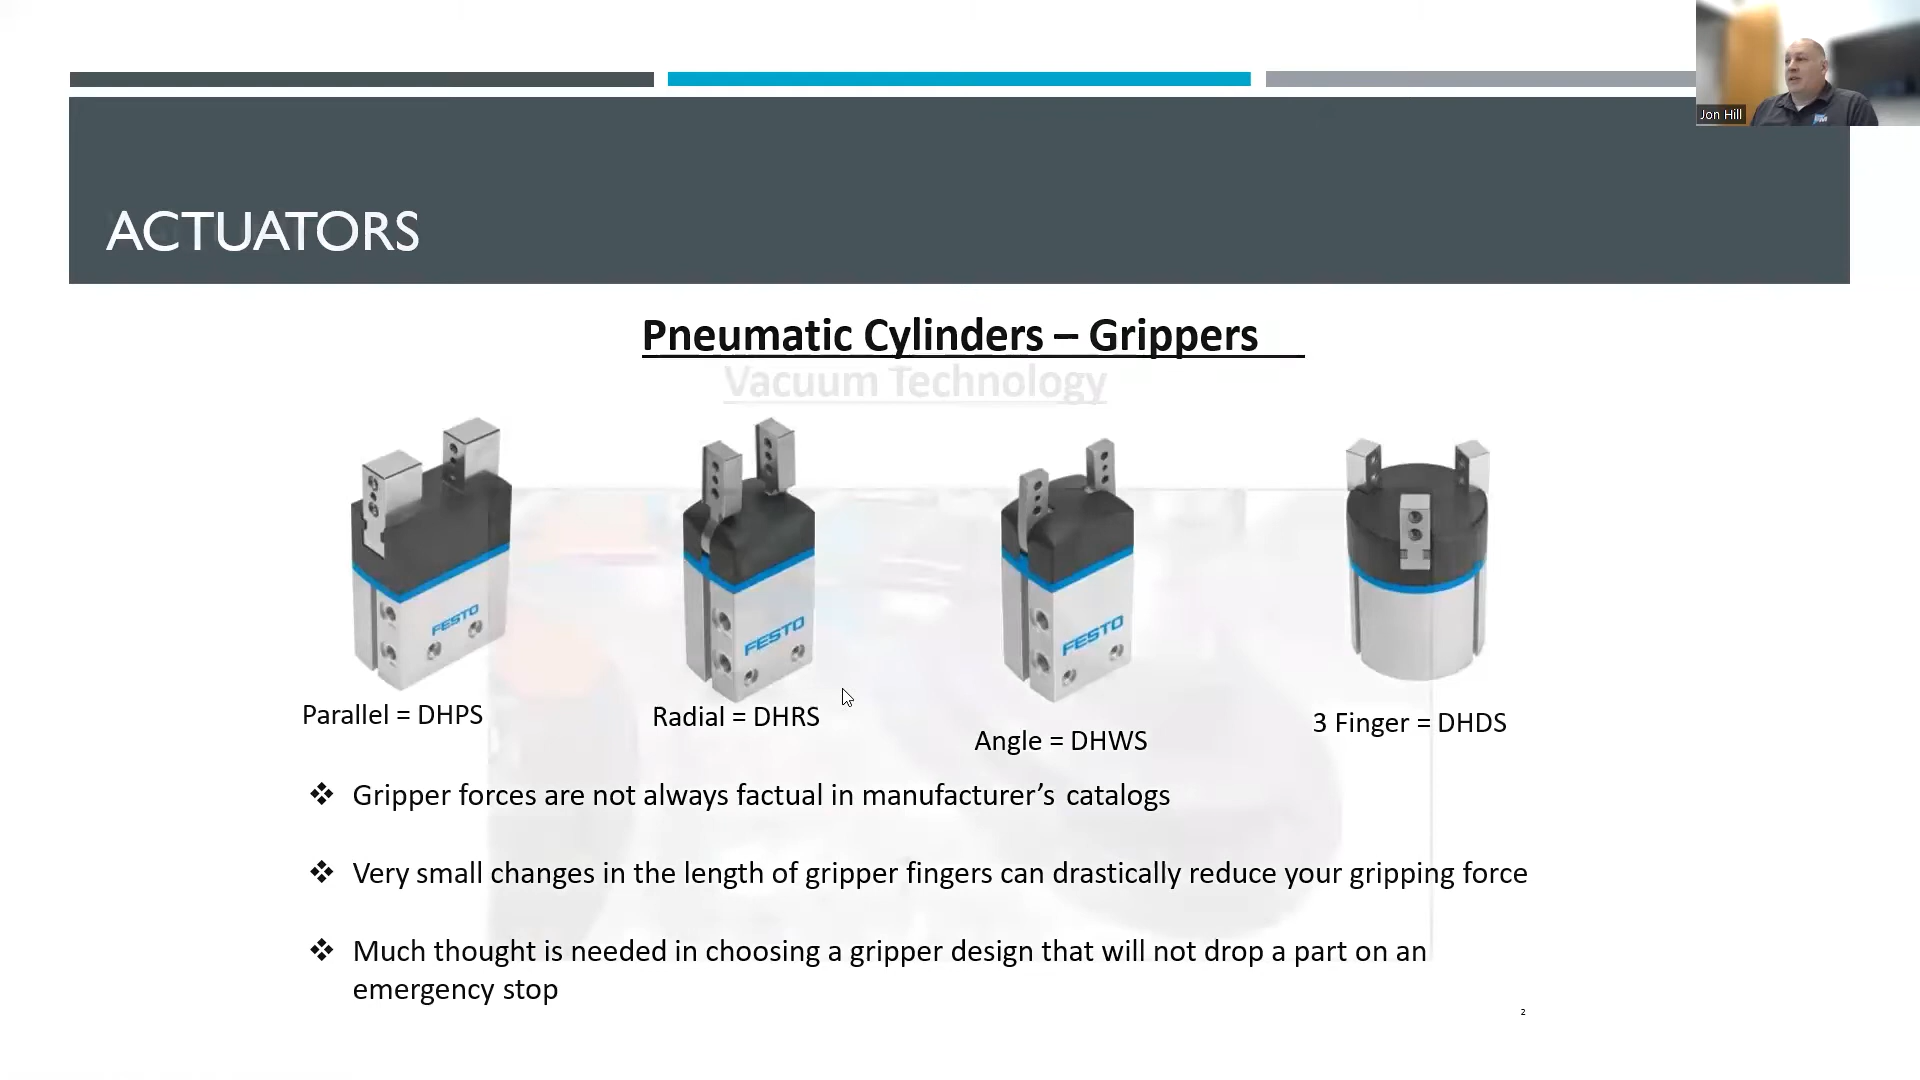 Jon Hill
ACTUATORS
Pneumatic Cylinders – Grippers
Vacuum Technology
FESTO
FESTO
FESTO
Parallel = DHPS
Radial = DHRS
Angle = DHWS
3 Finger = DHDS
❖ Gripper forces are not always factual in manufacturer’s catalogs
❖ Very small changes in the length of gripper fingers can drastically reduce your gripping force
❖ Much thought is needed in choosing a gripper design that will not drop a part on an
emergency stop
2